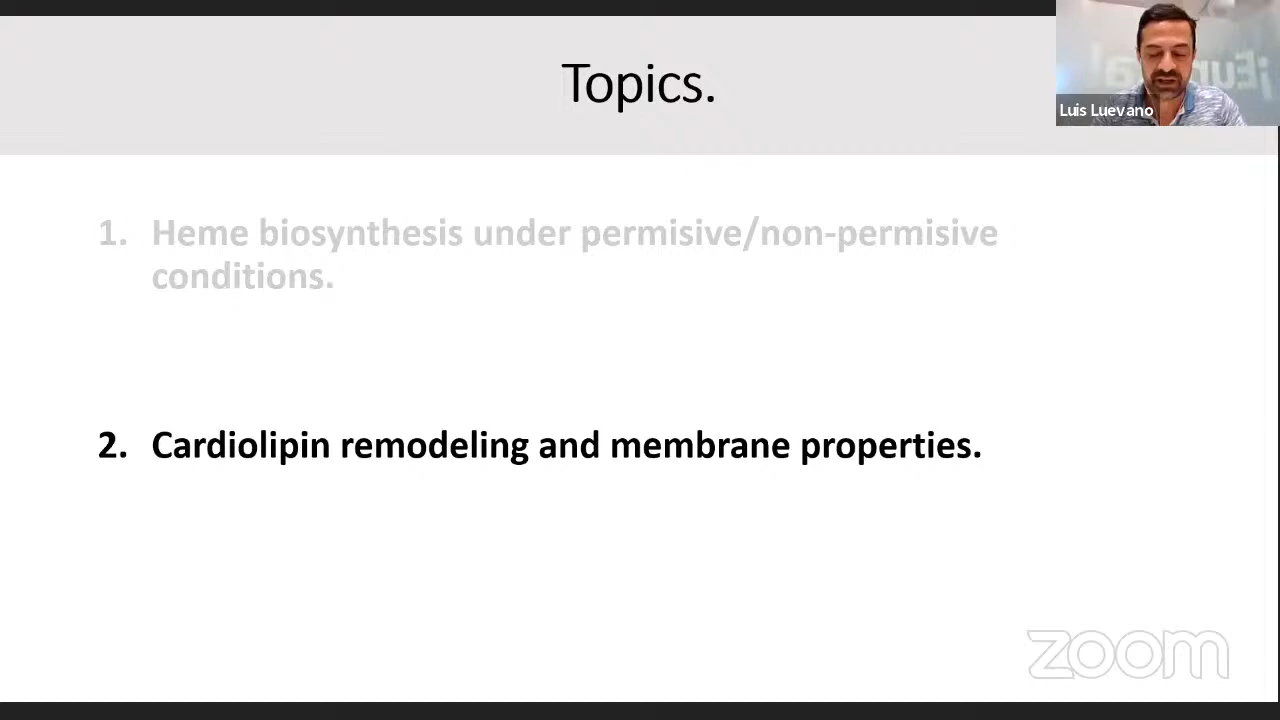 Topics.
Luis Luevano
1. Heme biosynthesis under permisive/non-permisive
conditions.
2. Cardiolipin remodeling and membrane properties.
zoom